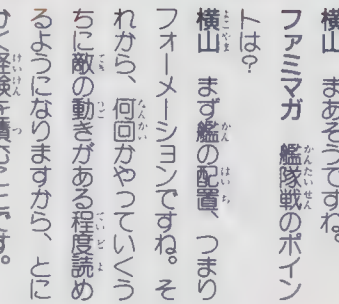 横山　まあそうですね。
ファミマガ　艦隊戦のポイン
トは？
横山　まず艦の配置、つまり
フォーメーションですね。そ
れから、何回かやっていくう
ちに敵の動きがある程度読め
るようになりますから、とに
かく経験を積むことです。